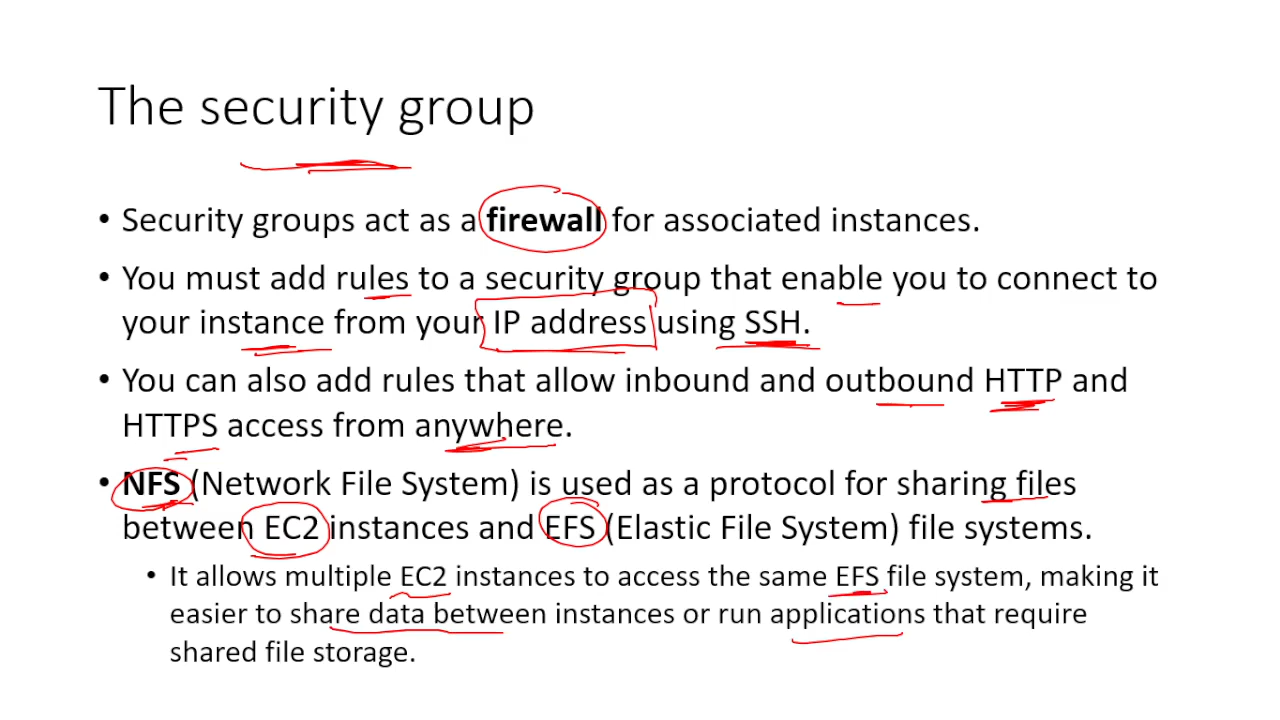 The security group
• Security groups act as a firewall for associated instances.
• You must add rules to a security group that enable you to connect to
your instance from your IP address using SSH.
• You can also add rules that allow inbound and outbound HTTP and
HTTPS access from anywhere.
• NFS (Network File System) is used as a protocol for sharing files
between EC2 instances and EFS (Elastic File System) file systems.
• It allows multiple EC2 instances to access the same EFS file system, making it
easier to share data between instances or run applications that require
shared file storage.